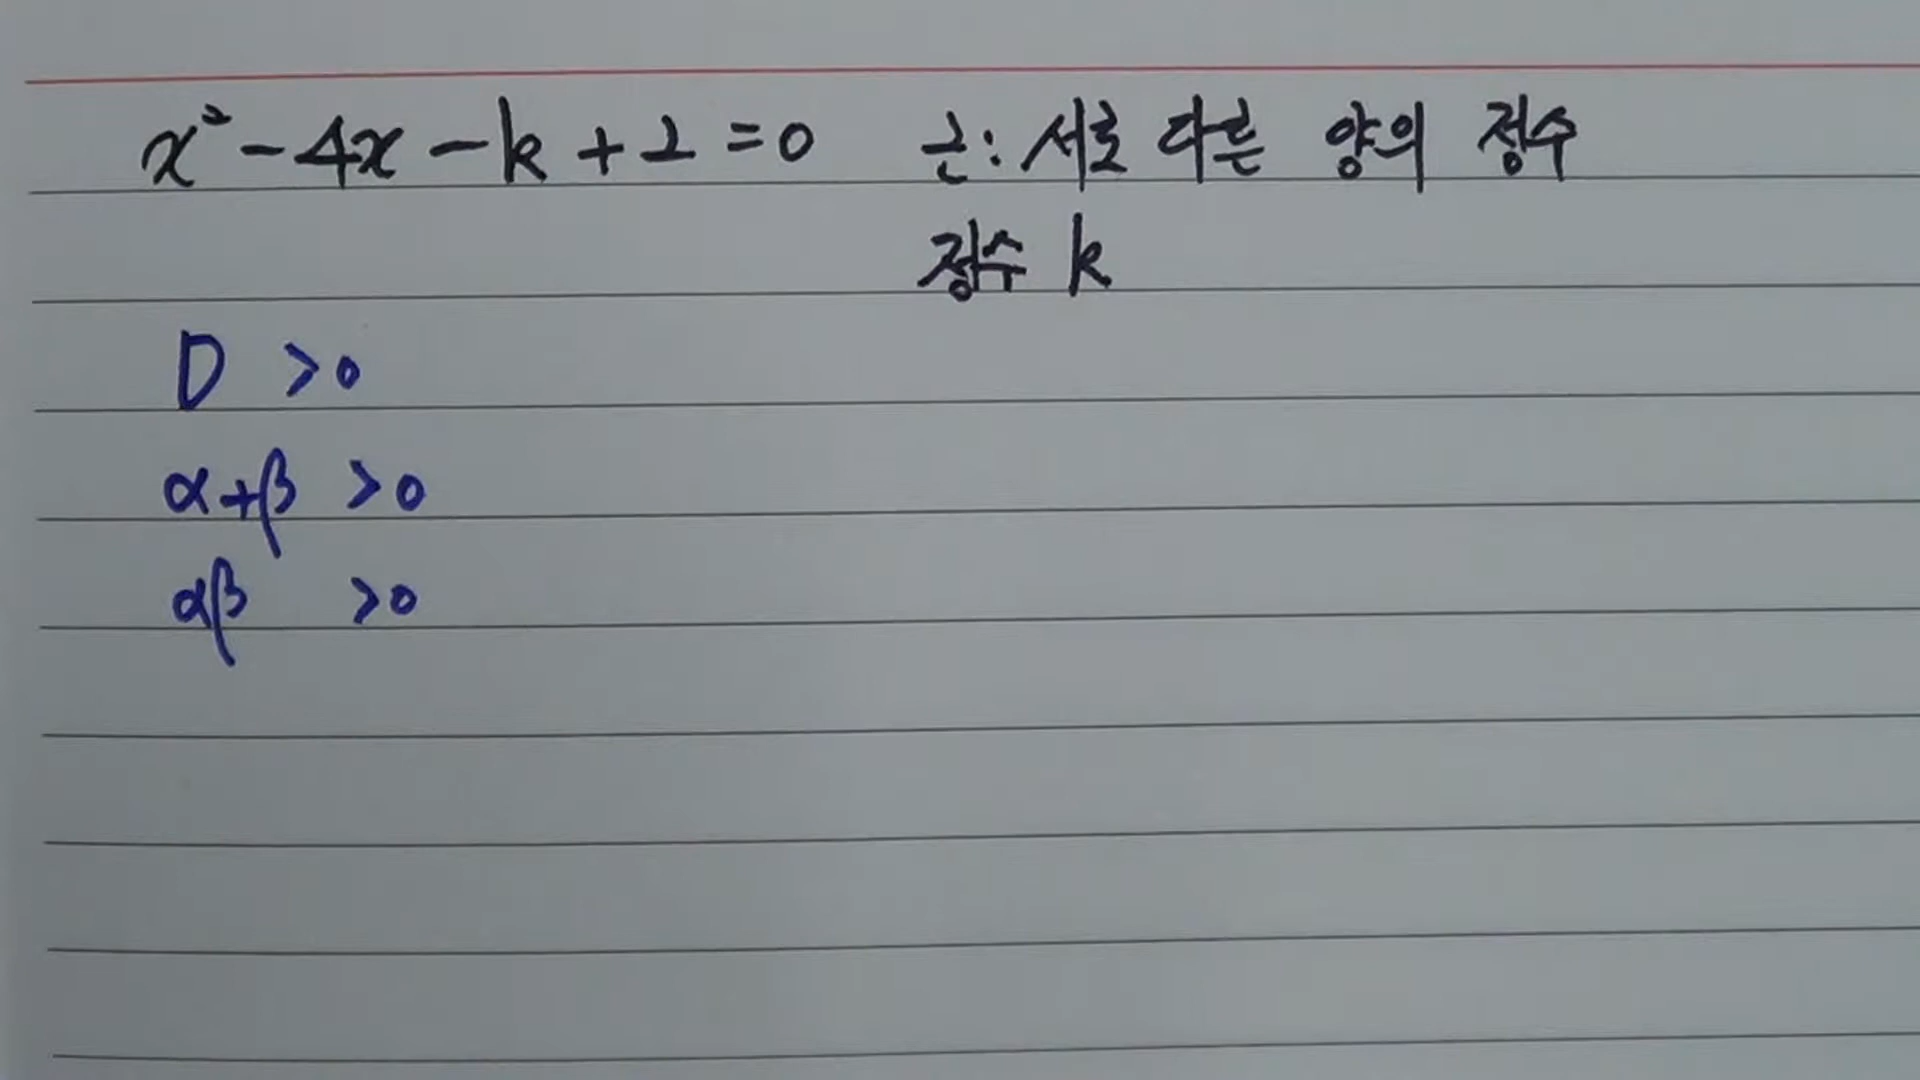 x² - 4x - k + 2 = 0 근: 서로 다른 양의 정수
정수 k
D > 0
α+β > 0
αβ > 0